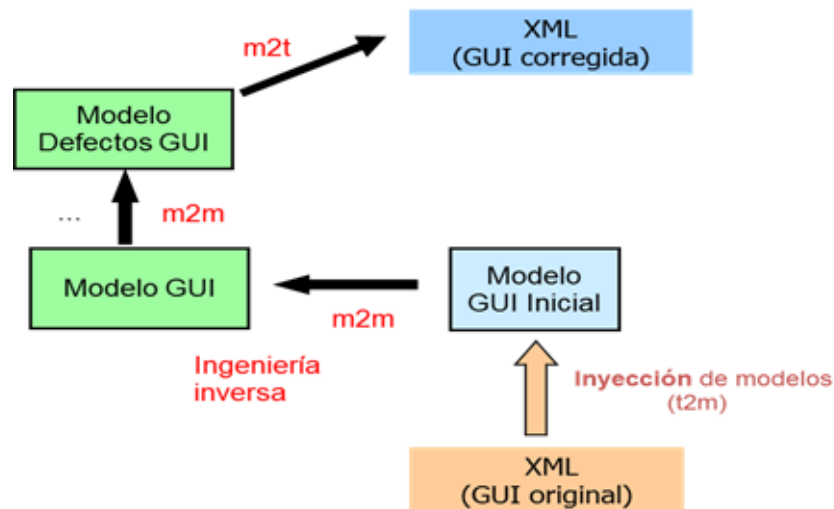 m2t
XML
(GUI corregida)
Modelo
Defectos GUI
...
m2m
Modelo GUI
m2m
Modelo
GUI Inicial
Ingeniería
inversa
Inyección de modelos
(t2m)
XML
(GUI original)